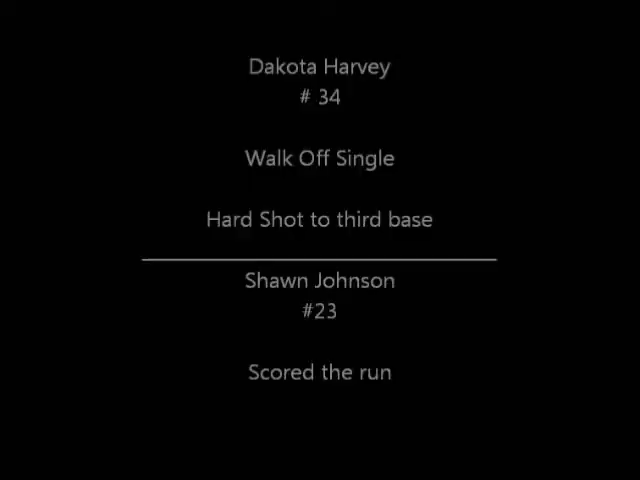 Dakota Harvey
# 34
Walk Off Single
Hard Shot to third base
Shawn Johnson
#23
Scored the run